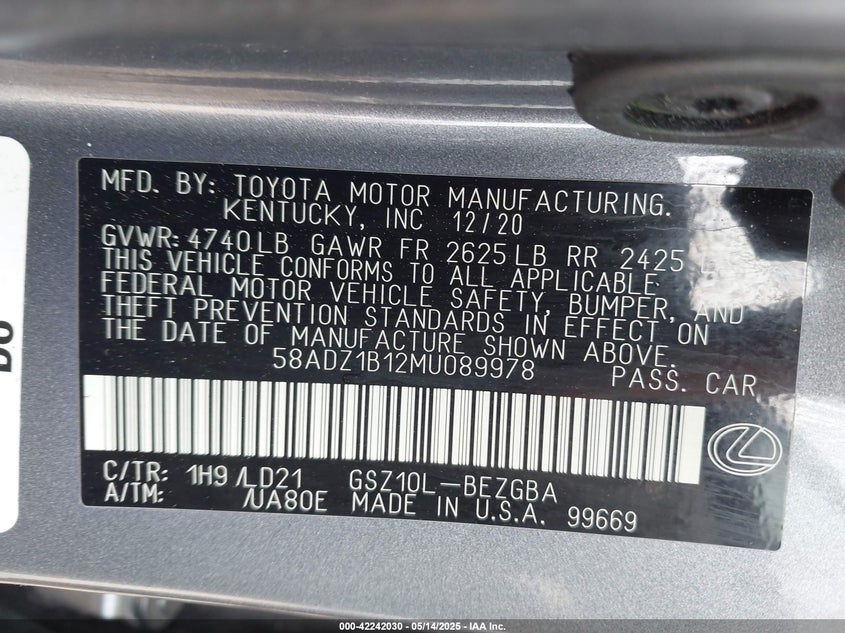 MFD. BY: TOYOTA MOTOR MANUFACTURING.
KENTUCKY, INC 12/20
GVWR: 4740LB GAWR FR 2625LB RR 2425
THIS VEHICLE CONFORMS TO ALL APPLICABLE
FEDERAL MOTOR VEHICLE SAFETY, BUMPER, AND
THEFT PREVENTION STANDARDS IN EFFECT ON
THE DATE OF MANUFACTURE SHOWN ABOVE.
58ADZ1B12MU089978 PASS. CAR
C/TR: 1H9/LD21 GSZ10L-BEZGBA
A/TM: /UA80E MADE IN U.S.A. 99669
000-42242030 - 05/14/2025 - IAA Inc.